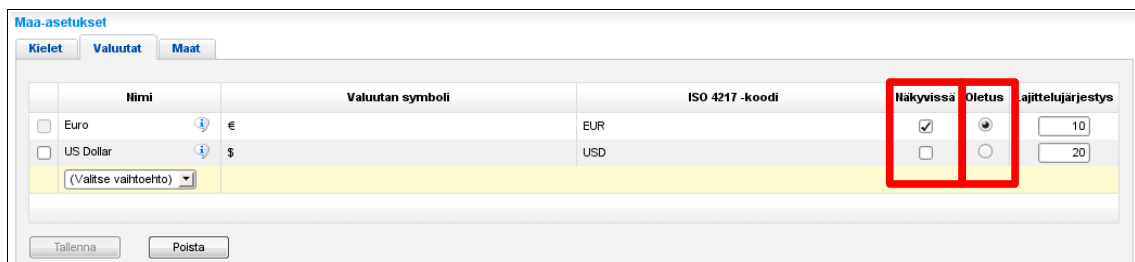 Maa-asetukset
Kielet Valuutat Maat
Nimi Valuutan symboli ISO 4217 -koodi Näkyvissä Oletus ajittelujärjestys
Euro € EUR 10
US Dollar $ USD 20
(Valitse vaihtoehto)
Tallenna Poista